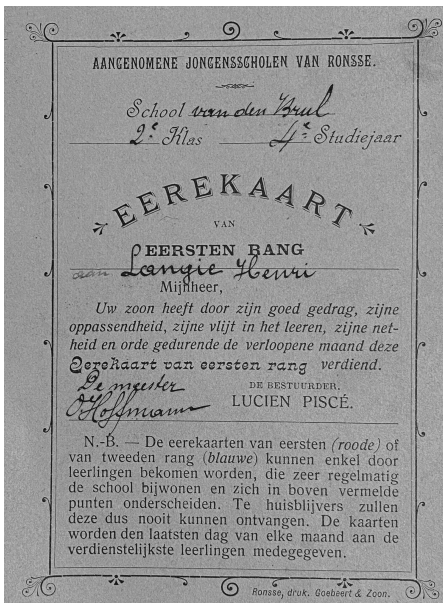 AANGENOMENE JONGENSSCHOLEN VAN RONSSE.
School van den Brul
2e Klas 4e Studiejaar
EEREKAART
VAN
EERSTEN RANG
aan Langie Henri
Mijnheer,
Uw zoon heeft door zijn goed gedrag, zijne
oppassendheid, zijne vlijt in het leeren, zijne net-
heid en orde gedurende de verloopene maand deze
Eerekaart van eersten rang verdiend.
De meester
DE BESTUURDER,
O Hoffmann
LUCIEN PISCÉ.
N.-B. — De eerekaarten van eersten (roode) of
van tweeden rang (blauwe) kunnen enkel door
leerlingen bekomen worden, die zeer regelmatig
de school bijwonen en zich in boven vermelde
punten onderscheiden. Te huisblijvers zullen
deze dus nooit kunnen ontvangen. De kaarten
worden den laatsten dag van elke maand aan de
verdienstelijkste leerlingen medegegeven.
Ronsse, druk. Goebeert & Zoon.